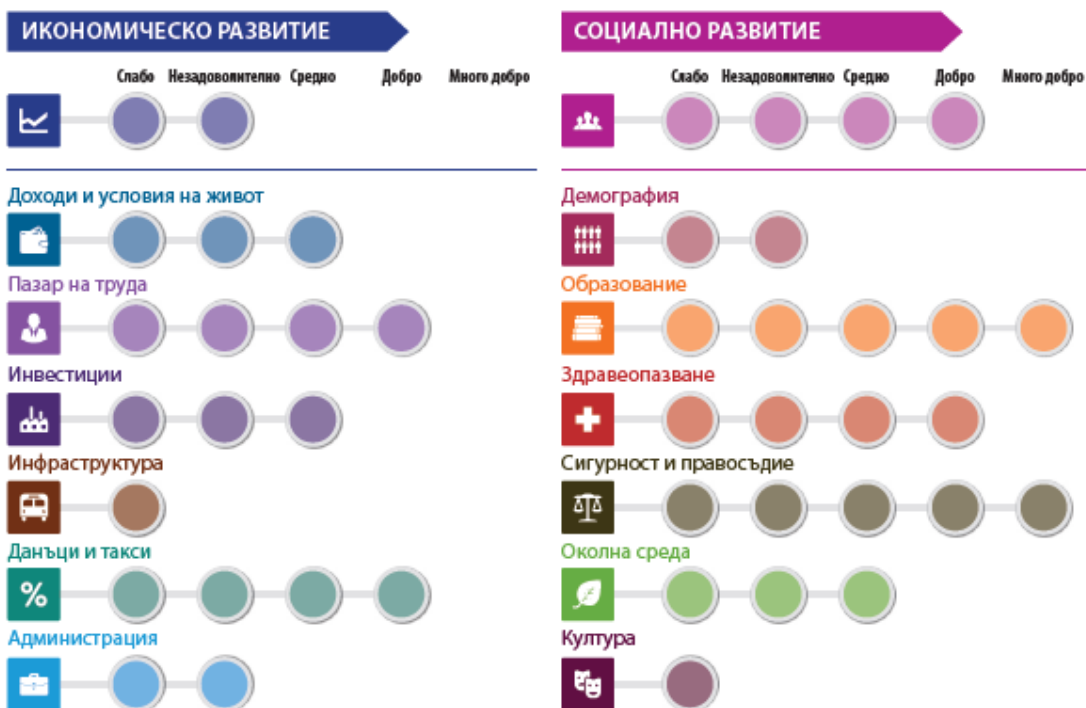 ИКОНОМИЧЕСКО РАЗВИТИЕ
Слабо Незадоволително Средно Добро Много добро
Доходи и условия на живот
Пазар на труда
Инвестиции
Инфраструктура
Данъци и такси
%
Администрация
СОЦИАЛНО РАЗВИТИЕ
Слабо Незадоволително Средно Добро Много добро
Демография
Образование
Здравеопазване
Сигурност и правосъдие
Околна среда
Култура